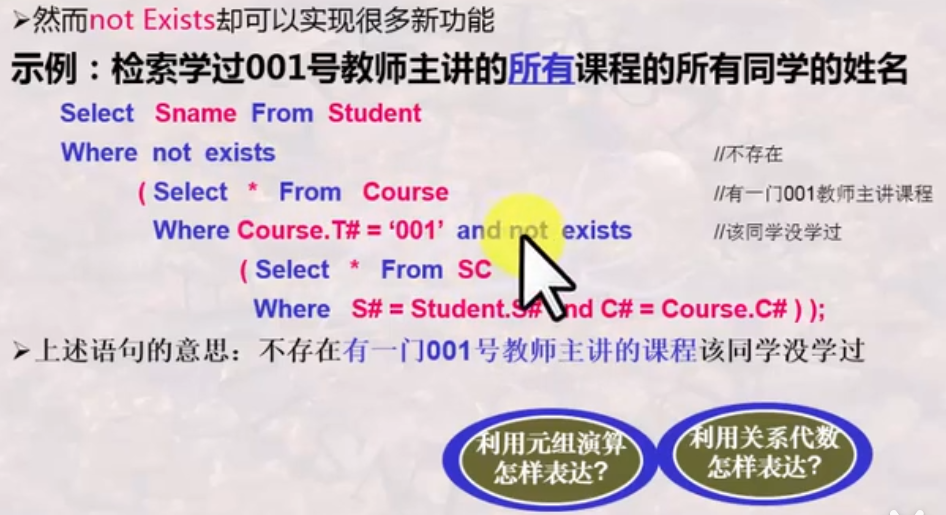 ➢然而not Exists却可以实现很多新功能
示例：检索学过001号教师主讲的所有课程的所有同学的姓名
Select Sname From Student
Where not exists //不存在
( Select * From Course //有一门001教师主讲课程
Where Course.T# = ‘001’ and not exists //该同学没学过
( Select * From SC
Where S# = Student.S# and C# = Course.C# ) );
➢上述语句的意思：不存在有一门001号教师主讲的课程该同学没学过
利用元组演算
怎样表达?
利用关系代数
怎样表达?